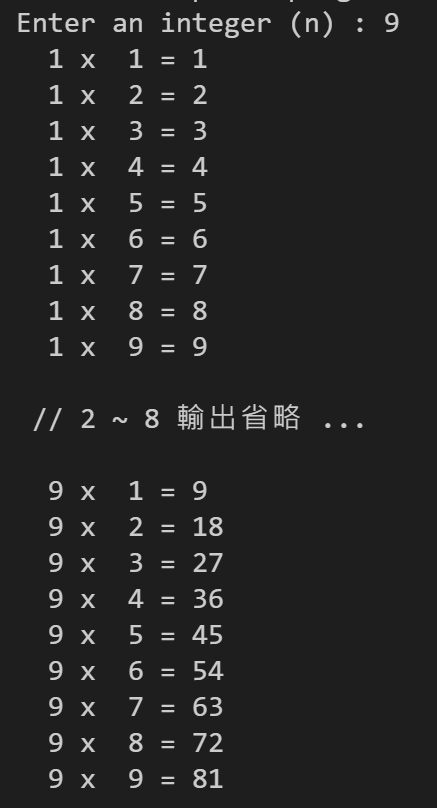 Enter an integer (n) : 9
1 x 1 = 1
1 x 2 = 2
1 x 3 = 3
1 x 4 = 4
1 x 5 = 5
1 x 6 = 6
1 x 7 = 7
1 x 8 = 8
1 x 9 = 9
// 2 ~ 8 輸出省略 ...
9 x 1 = 9
9 x 2 = 18
9 x 3 = 27
9 x 4 = 36
9 x 5 = 45
9 x 6 = 54
9 x 7 = 63
9 x 8 = 72
9 x 9 = 81